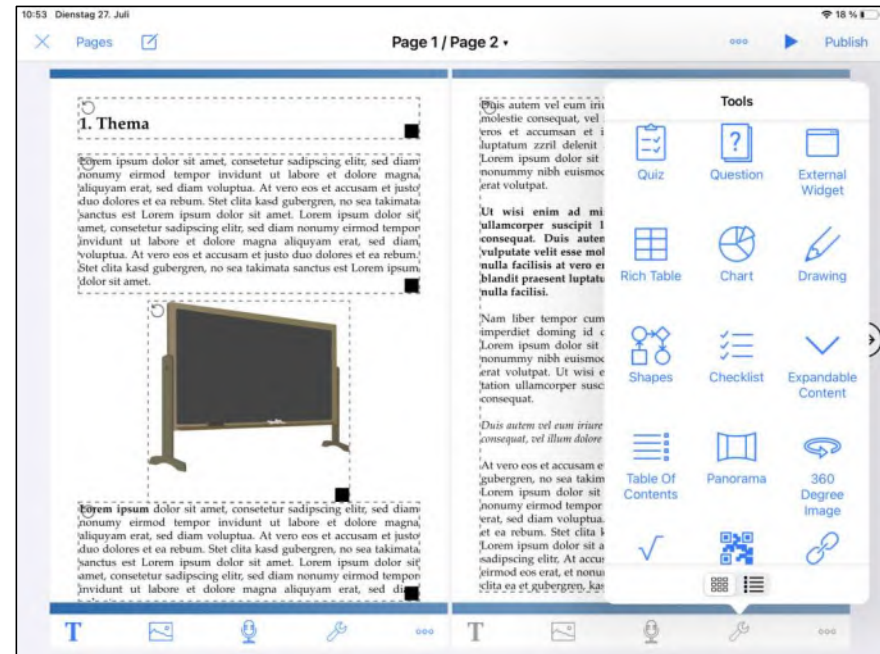 10:53 Dienstag 27. Juli
18 %
Pages
Page 1 / Page 2
Publish
1. Thema
Lorem ipsum dolor sit amet, consetetur sadipscing elitr, sed diam
nonumy eirmod tempor invidunt ut labore et dolore magna
aliquyam erat, sed diam voluptua. At vero eos et accusam et justo
duo dolores et ea rebum. Stet clita kasd gubergren, no sea takimata
sanctus est Lorem ipsum dolor sit amet. Lorem ipsum dolor sit
amet, consetetur sadipscing elitr, sed diam nonumy eirmod tempor
invidunt ut labore et dolore magna aliquyam erat, sed diam
voluptua. At vero eos et accusam et justo duo dolores et ea rebum.
Stet clita kasd gubergren, no sea takimata sanctus est Lorem ipsum
dolor sit amet.
Lorem ipsum dolor sit amet, consetetur sadipscing elitr, sed diam
nonumy eirmod tempor invidunt ut labore et dolore magna
aliquyam erat, sed diam voluptua. At vero eos et accusam et justo
duo dolores et ea rebum. Stet clita kasd gubergren, no sea takimata
sanctus est Lorem ipsum dolor sit amet. Lorem ipsum dolor sit
amet, consetetur sadipscing elitr, sed diam nonumy eirmod tempor
invidunt ut labore et dolore magna aliquyam erat, sed
Duis autem vel eum
molestie consequat, vel
eros et accumsan et
luptatum zzril delenit
Lorem ipsum dolor sit
nonummy nibh euismod
erat volutpat.
Ut wisi enim ad
ullamcorper suscipit
consequat. Duis autem
vulputate velit esse
nulla facilisis at vero
blandit praesent
nulla facilisi.
Nam liber tempor cum
imperdiet doming id
Lorem ipsum dolor sit
nonummy nibh
erat volutpat. Ut wisi
tation ullamcorper
consequat.
Duis autem vel eum iriure
consequat, vel illum dolore
At vero eos et accusam
gubergren, no sea
Lorem ipsum dolor sit
nonumy eirmod tempor
erat, sed diam voluptua.
et ea rebum. Stet clita
Lorem ipsum dolor sit
sadipscing elitr. At
eirmod eos erat, et
clita ea et gubergren,
Tools
Quiz
Question
External
Widget
Rich Table
Chart
Drawing
Shapes
Checklist
Expandable
Content
Table Of
Contents
Panorama
360
Degree
Image
T
T